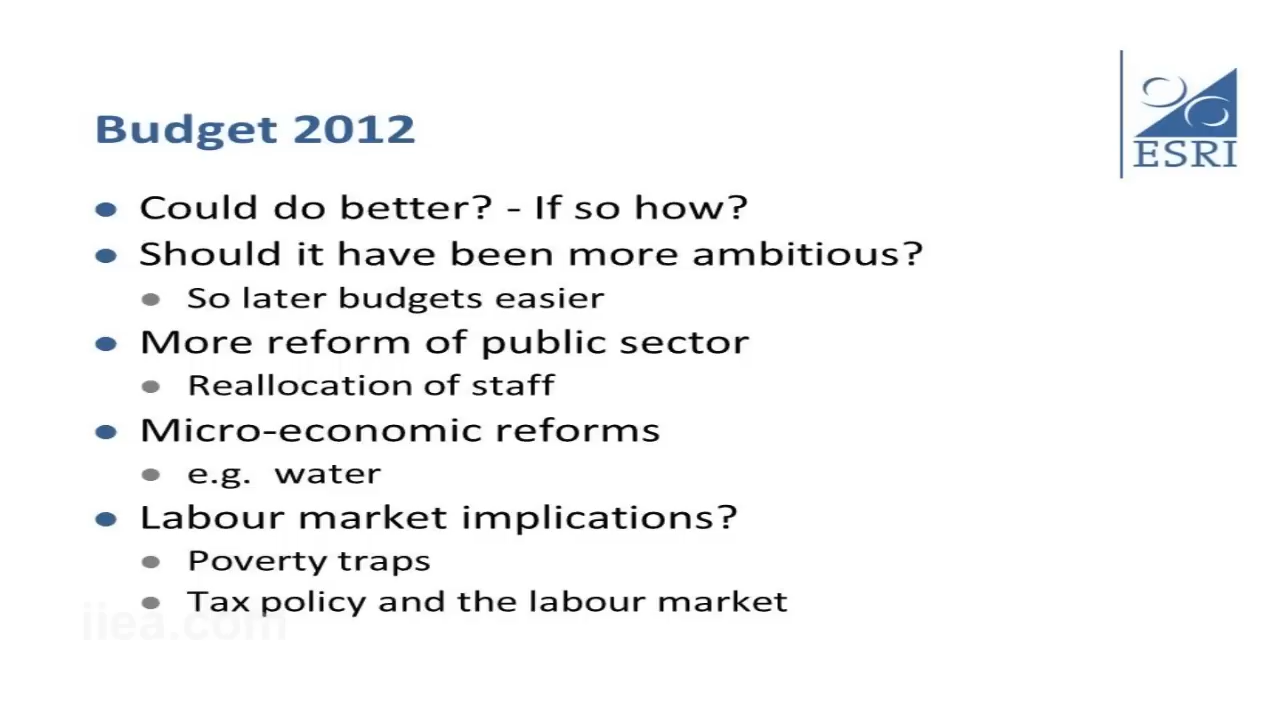 Budget 2012
ESRI
Could do better? - If so how?
Should it have been more ambitious?
So later budgets easier
More reform of public sector
Reallocation of staff
Micro-economic reforms
e.g. water
Labour market implications?
Poverty traps
Tax policy and the labour market
iiea.com